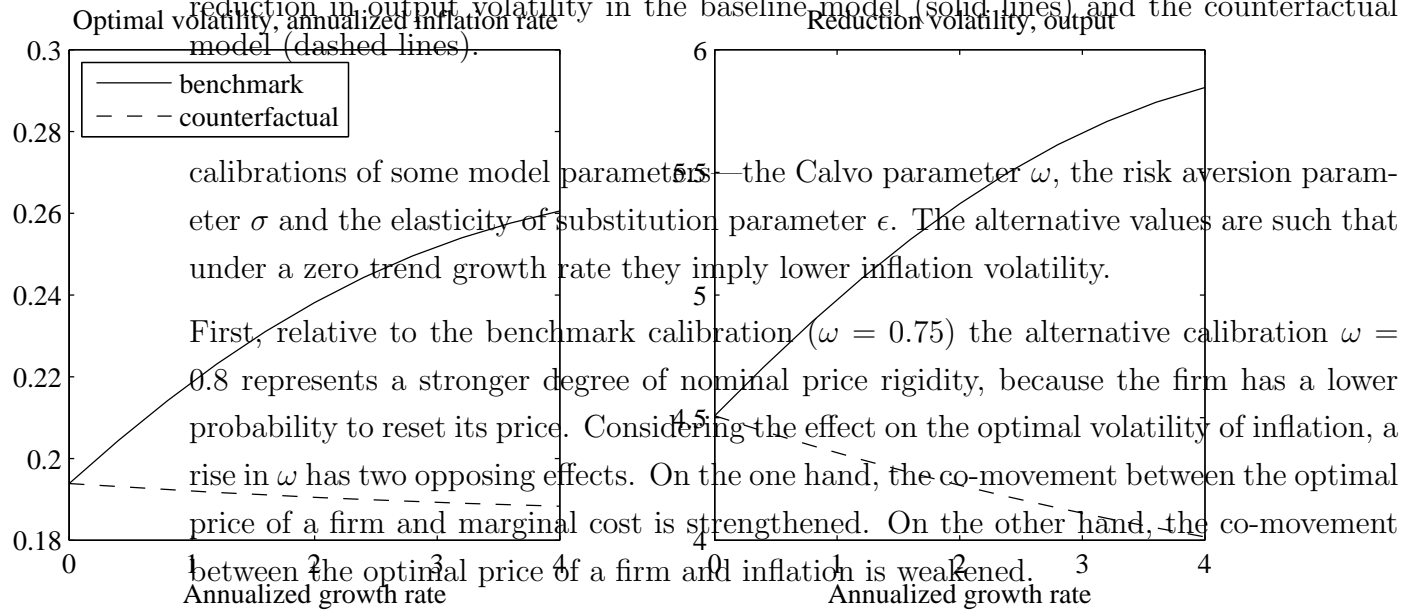 reduction in output volatility in the baseline model (solid lines) and the counterfactual
Optimal volatility, annualized inflation rate
Reduction volatility, output
model (dashed lines).
0.3
0.28
0.26
0.24
0.22
0.2
0.18
benchmark
counterfactual
0 1 2 3 4
Annualized growth rate
6
5.5
5
4.5
4
0 1 2 3 4
Annualized growth rate
calibrations of some model parameters—the Calvo parameter ω, the risk aversion param-
eter σ and the elasticity of substitution parameter ϵ. The alternative values are such that
under a zero trend growth rate they imply lower inflation volatility.
First, relative to the benchmark calibration (ω = 0.75) the alternative calibration ω =
0.8 represents a stronger degree of nominal price rigidity, because the firm has a lower
probability to reset its price. Considering the effect on the optimal volatility of inflation, a
rise in ω has two opposing effects. On the one hand, the co-movement between the optimal
price of a firm and marginal cost is strengthened. On the other hand, the co-movement
between the optimal price of a firm and inflation is weakened.